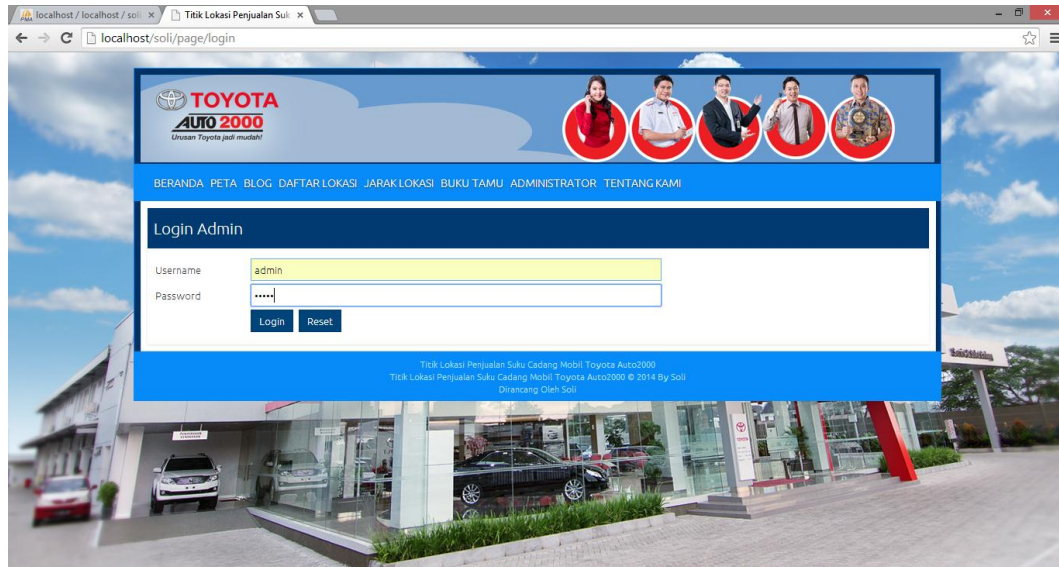 localhost / localhost / soli
Titik Lokasi Penjualan Suk
localhost/soli/page/login
TOYOTA
AUTO 2000
Urusan Toyota jadi mudah!
BERANDA PETA BLOG DAFTAR LOKASI JARAK LOKASI BUKU TAMU ADMINISTRATOR TENTANG KAMI
Login Admin
Username admin
Password •••••
Login Reset
Titik Lokasi Penjualan Suku Cadang Mobil Toyota Auto2000
Titik Lokasi Penjualan Suku Cadang Mobil Toyota Auto2000 © 2014 By Soli
Dirancang Oleh Soli